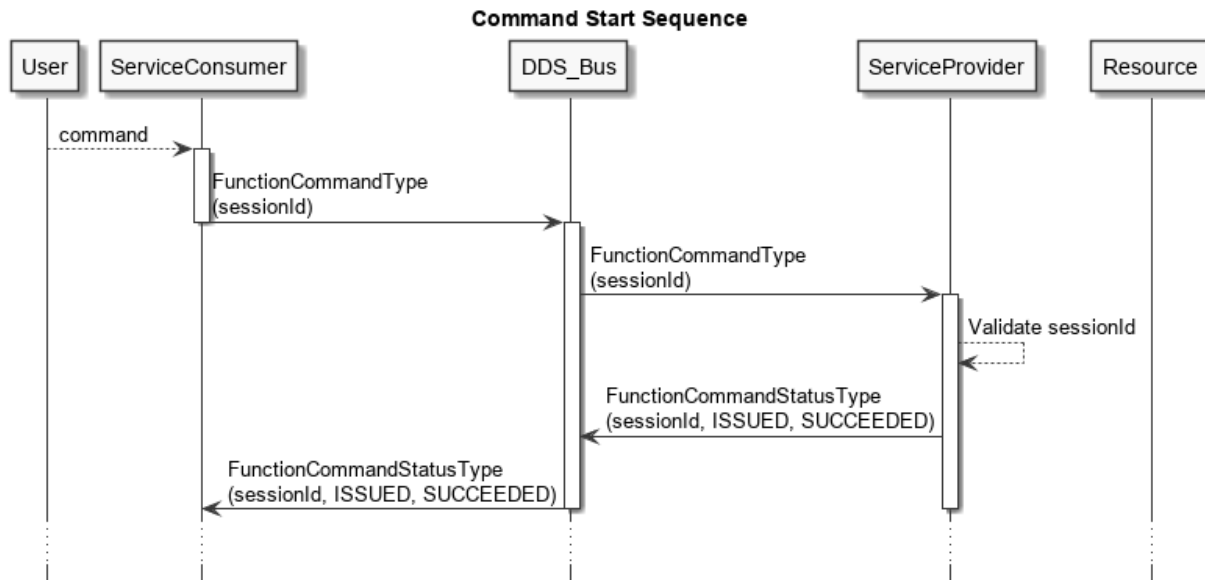 Command Start Sequence
User
ServiceConsumer
DDS_Bus
ServiceProvider
Resource
command
FunctionCommandType
(sessionId)
FunctionCommandType
(sessionId)
Validate sessionId
FunctionCommandStatusType
(sessionId, ISSUED, SUCCEEDED)
FunctionCommandStatusType
(sessionId, ISSUED, SUCCEEDED)